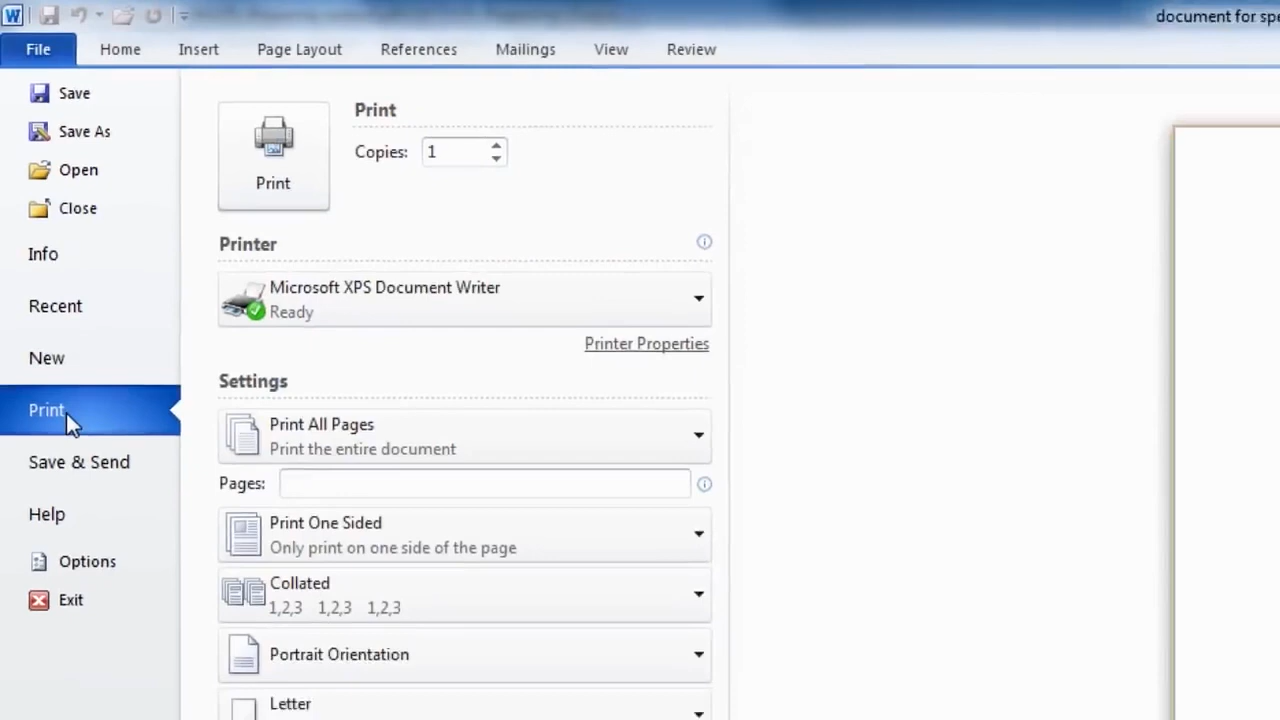 W
document for spe
File Home Insert Page Layout References Mailings View Review
Save
Save As
Open
Close
Info
Recent
New
Print
Save & Send
Help
Options
Exit
Print
Print
Copies: 1
Printer
Microsoft XPS Document Writer
Ready
Printer Properties
Settings
Print All Pages
Print the entire document
Pages:
Print One Sided
Only print on one side of the page
Collated
1,2,3 1,2,3 1,2,3
Portrait Orientation
Letter